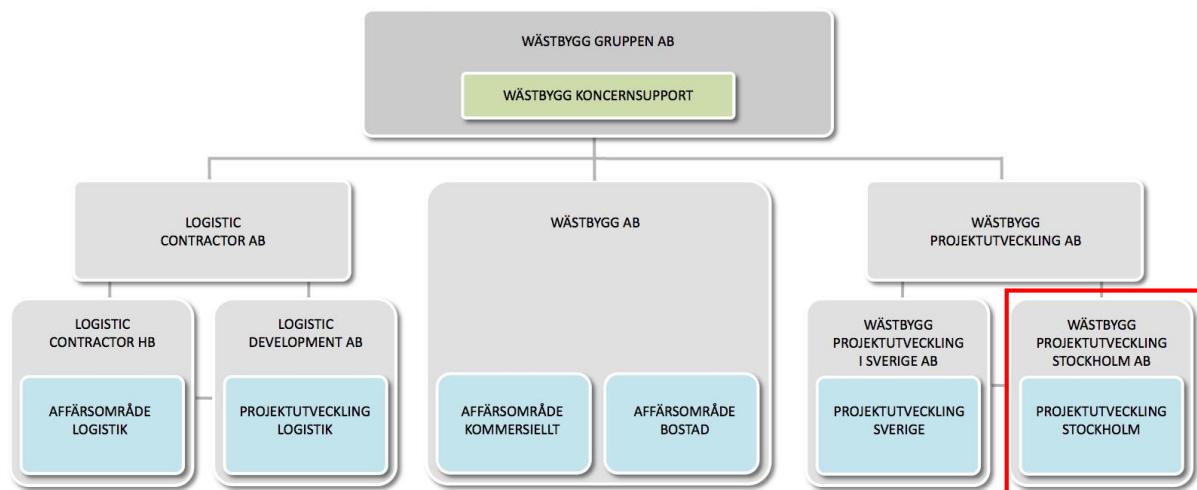 WÄSTBYGG GRUPPEN AB
WÄSTBYGG KONCERNSUPPORT
LOGISTIC
CONTRACTOR AB
WÄSTBYGG AB
WÄSTBYGG
PROJEKTUTVECKLING AB
LOGISTIC
CONTRACTOR HB
AFFÄRSOMRÅDE
LOGISTIK
LOGISTIC
DEVELOPMENT AB
PROJEKTUTVECKLING
LOGISTIK
AFFÄRSOMRÅDE
KOMMERSIELLT
AFFÄRSOMRÅDE
BOSTAD
WÄSTBYGG
PROJEKTUTVECKLING
I SVERIGE AB
PROJEKTUTVECKLING
SVERIGE
WÄSTBYGG
PROJEKTUTVECKLING
STOCKHOLM AB
PROJEKTUTVECKLING
STOCKHOLM